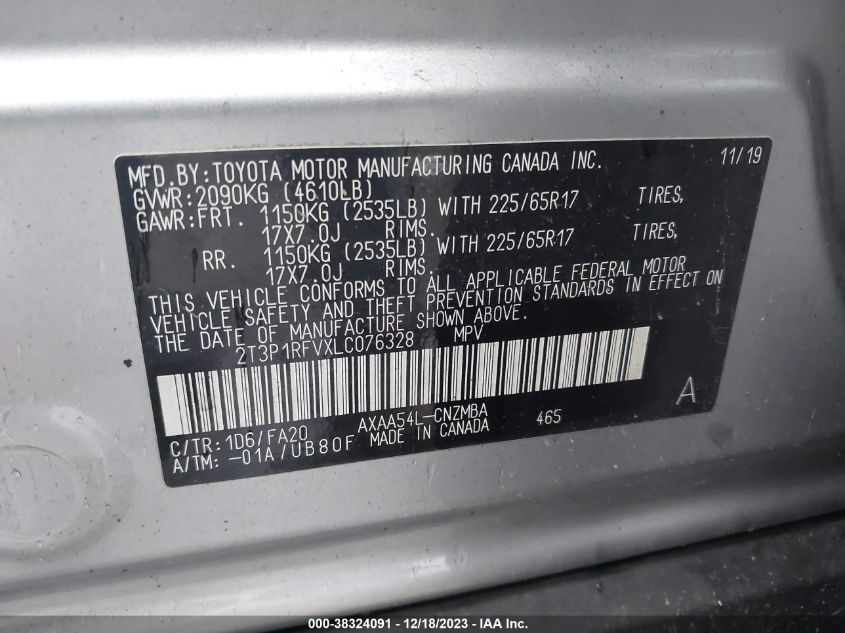 MFD.BY:TOYOTA MOTOR MANUFACTURING CANADA INC. 11/19
GVWR:2090KG (4610LB)
GAWR:FRT. 1150KG (2535LB) WITH 225/65R17 TIRES,
17X7.0J RIMS.
RR. 1150KG (2535LB) WITH 225/65R17 TIRES,
17X7.0J RIMS.
THIS VEHICLE CONFORMS TO ALL APPLICABLE FEDERAL MOTOR
VEHICLE SAFETY AND THEFT PREVENTION STANDARDS IN EFFECT ON
THE DATE OF MANUFACTURE SHOWN ABOVE.
2T3P1RFVXLC076328 MPV
A
C/TR:1D6/FA20 AXAA54L-CNZMBA 465
A/TM:-01A/UB80F MADE IN CANADA
000-38324091 - 12/18/2023 - IAA Inc.